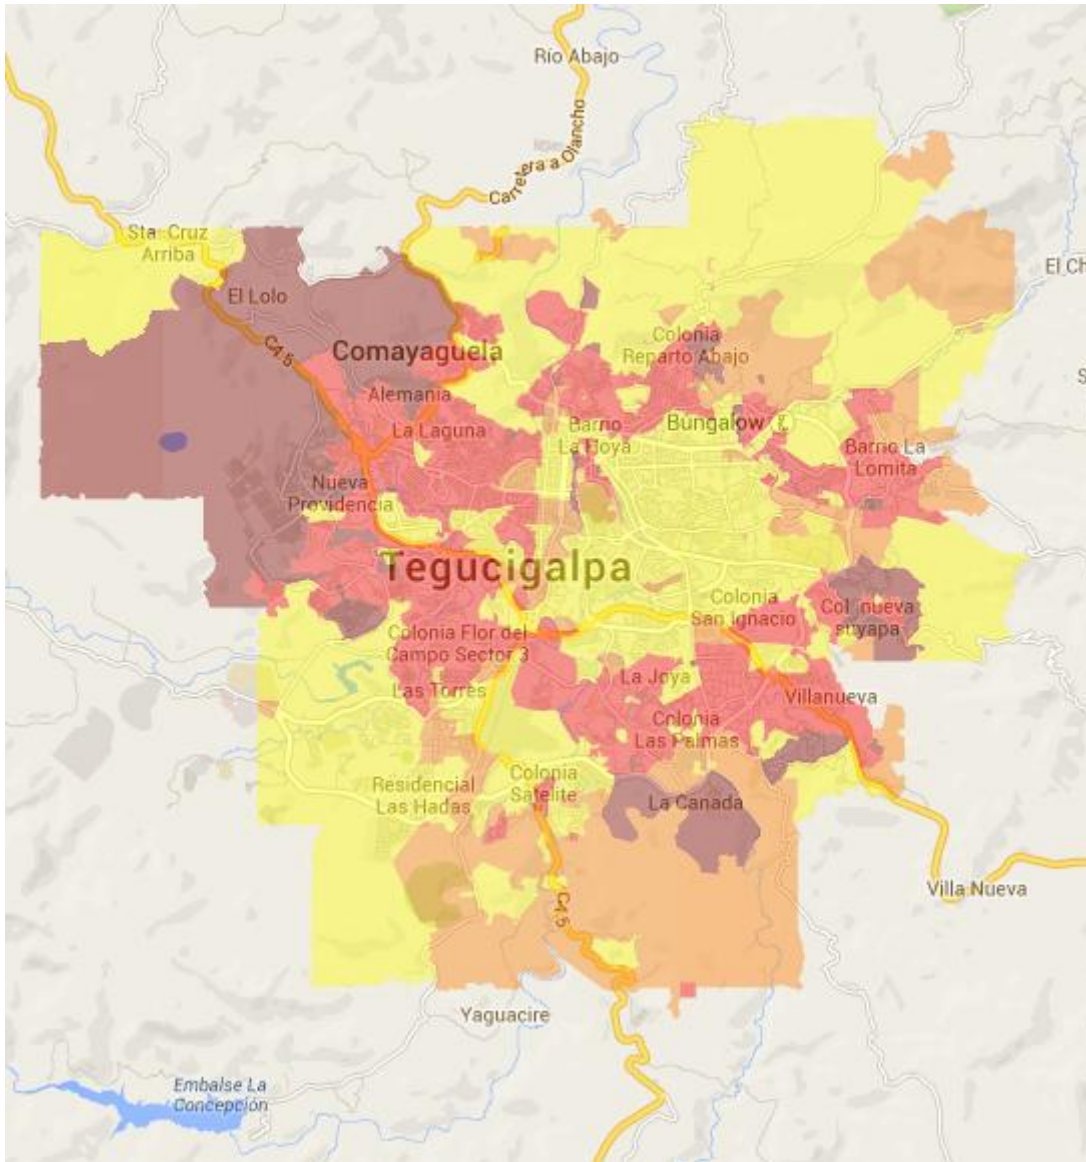 Río Abajo
Carretera a Olancho
Sta. Cruz
Arriba
El Ch
El Lolo
C4.5
Comayaguela
Colonia
Reparto Abajo
S
Alemania
La Laguna
Barrio
La Hoya
Bungalow
Barrio La
Lomita
Nueva
Providencia
Tegucigalpa
Colonia
San Ignacio
Col. nueva
suyapa
Colonia Flor del
Campo Sector 3
Las Torres
La Joya
Villanueva
Colonia
Las Palmas
Residencial
Las Hadas
Colonia
Satelite
La Canada
Villa Nueva
C4.5
Yaguacire
Embalse La
Concepción